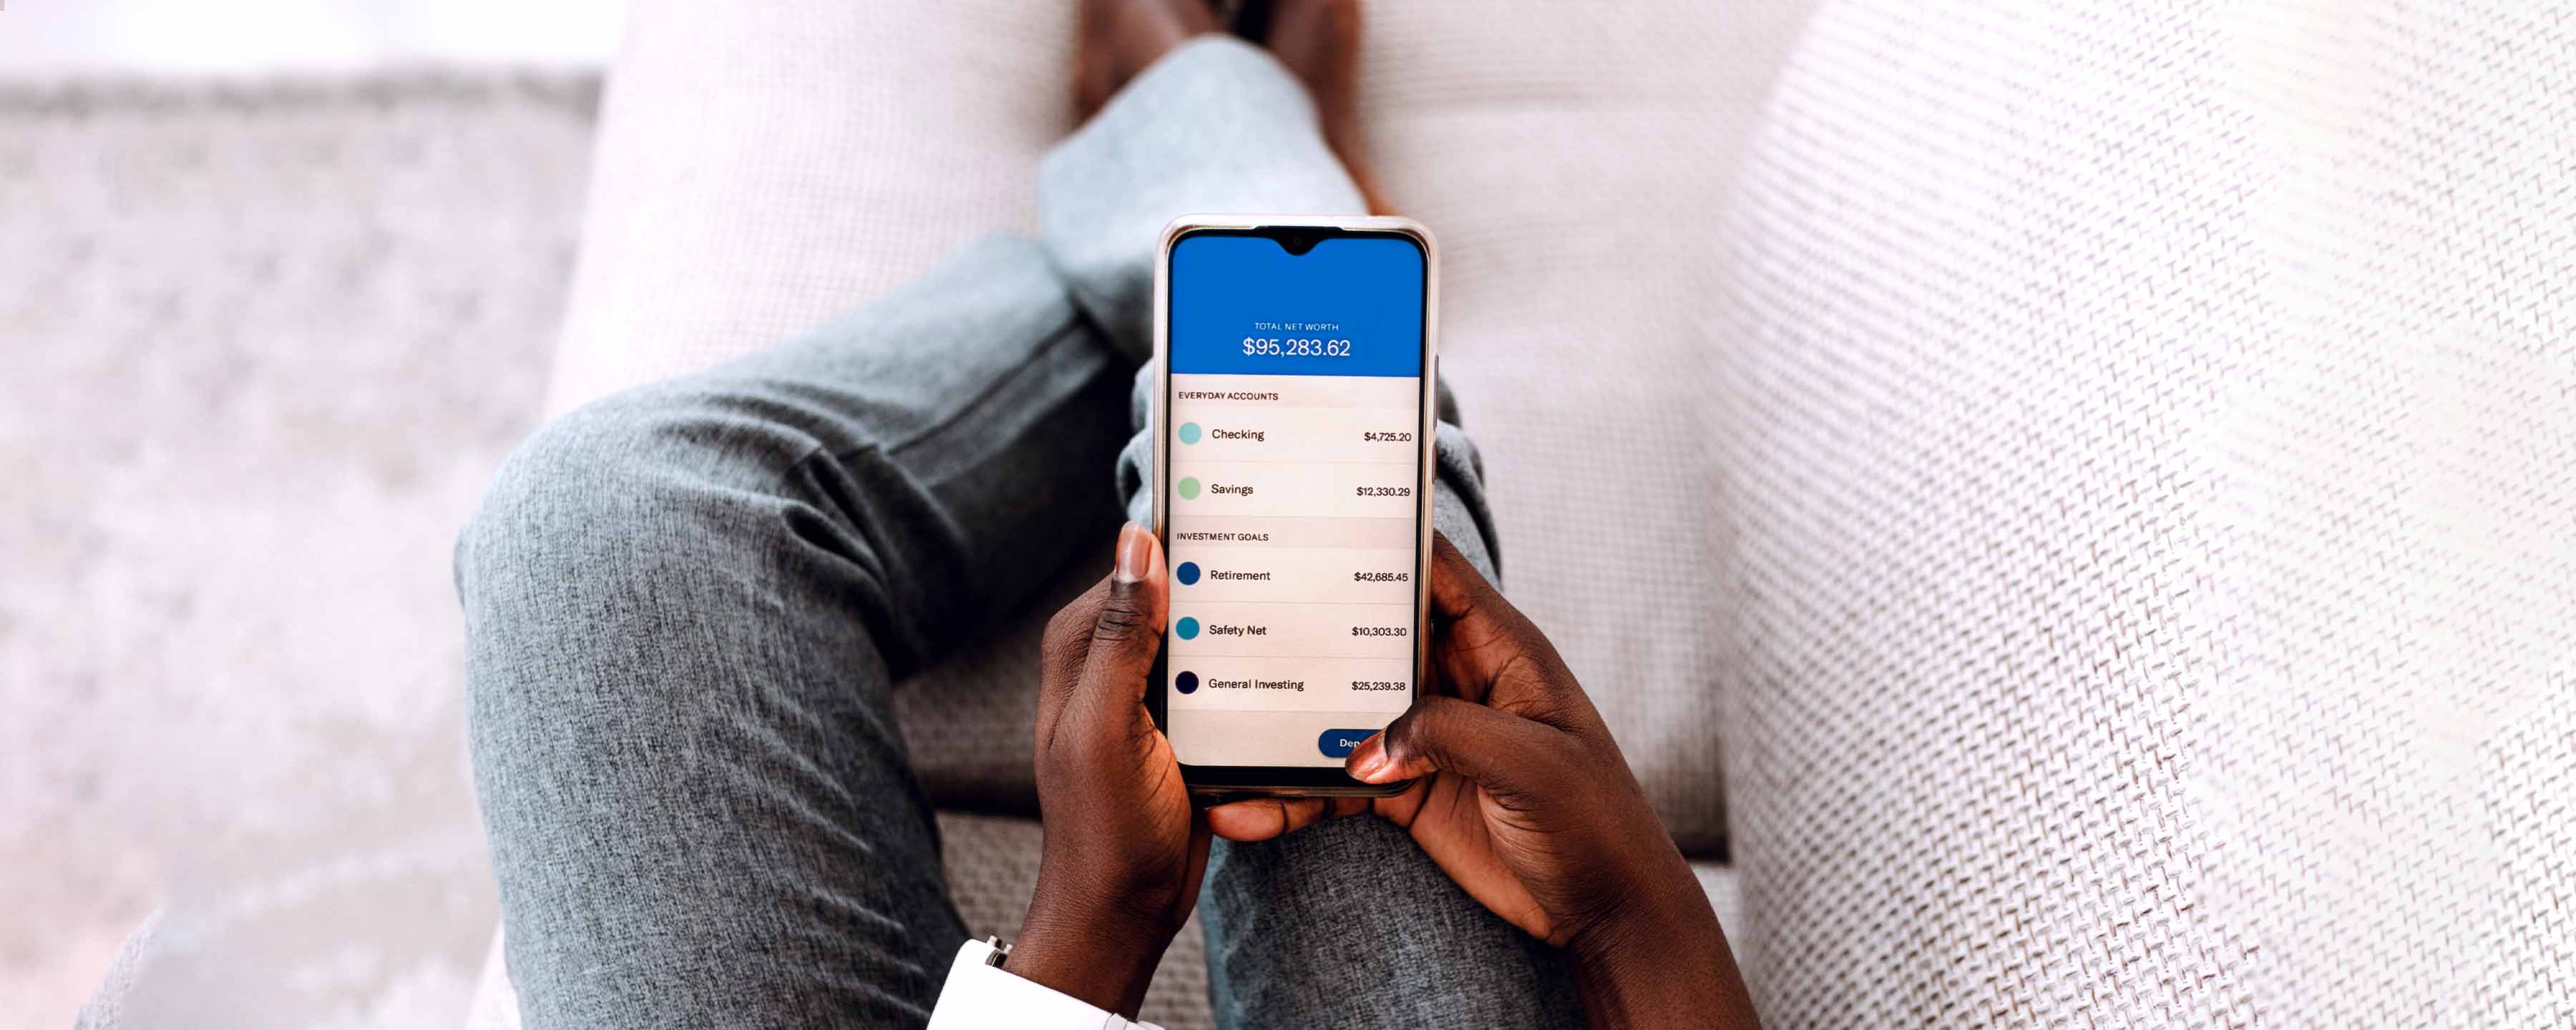 TOTAL NET WORTH
$95,283.62
EVERYDAY ACCOUNTS
Checking $4,725.20
Savings $12,330.29
INVESTMENT GOALS
Retirement $42,685.45
Safety Net $10,303.30
General Investing $25,239.38